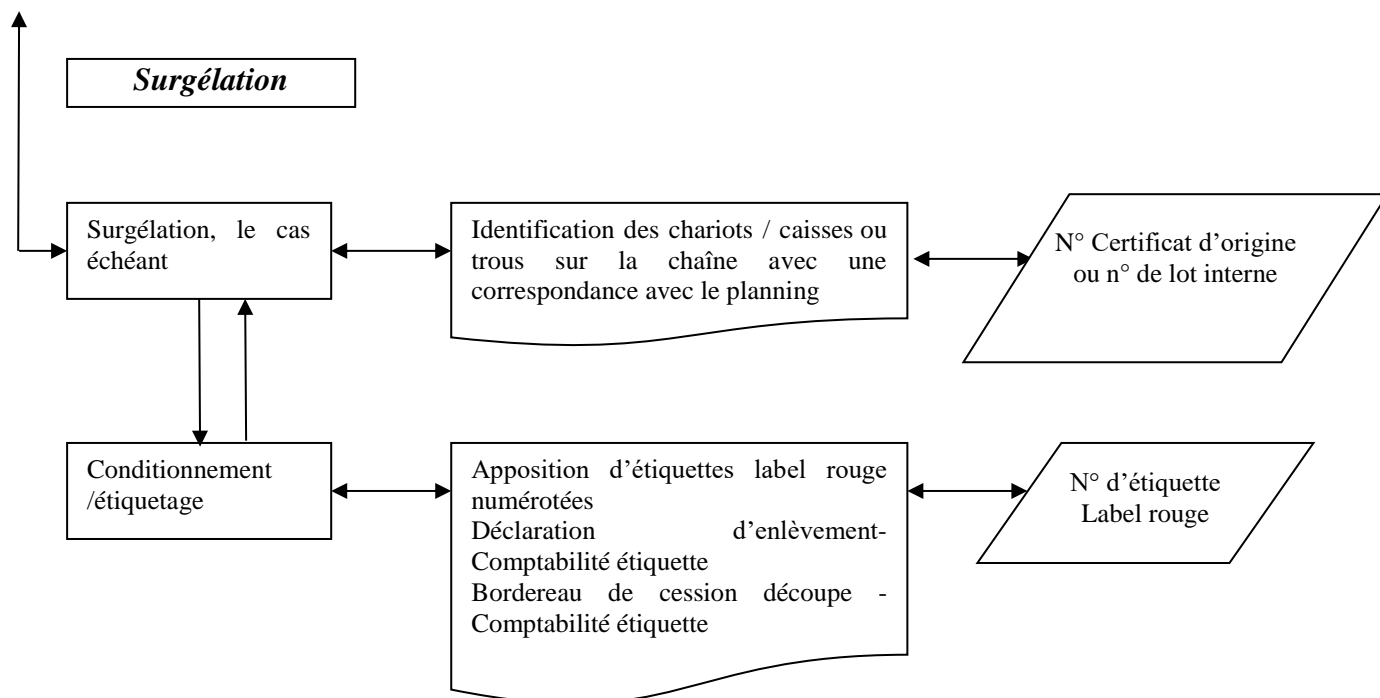 Surgélation
Surgélation, le cas
échéant
Identification des chariots / caisses ou
trous sur la chaîne avec une
correspondance avec le planning
N° Certificat d’origine
ou n° de lot interne
Conditionnement
/étiquetage
Apposition d’étiquettes label rouge
numérotées
Déclaration d’enlèvement-
Comptabilité étiquette
Bordereau de cession découpe -
Comptabilité étiquette
N° d’étiquette
Label rouge